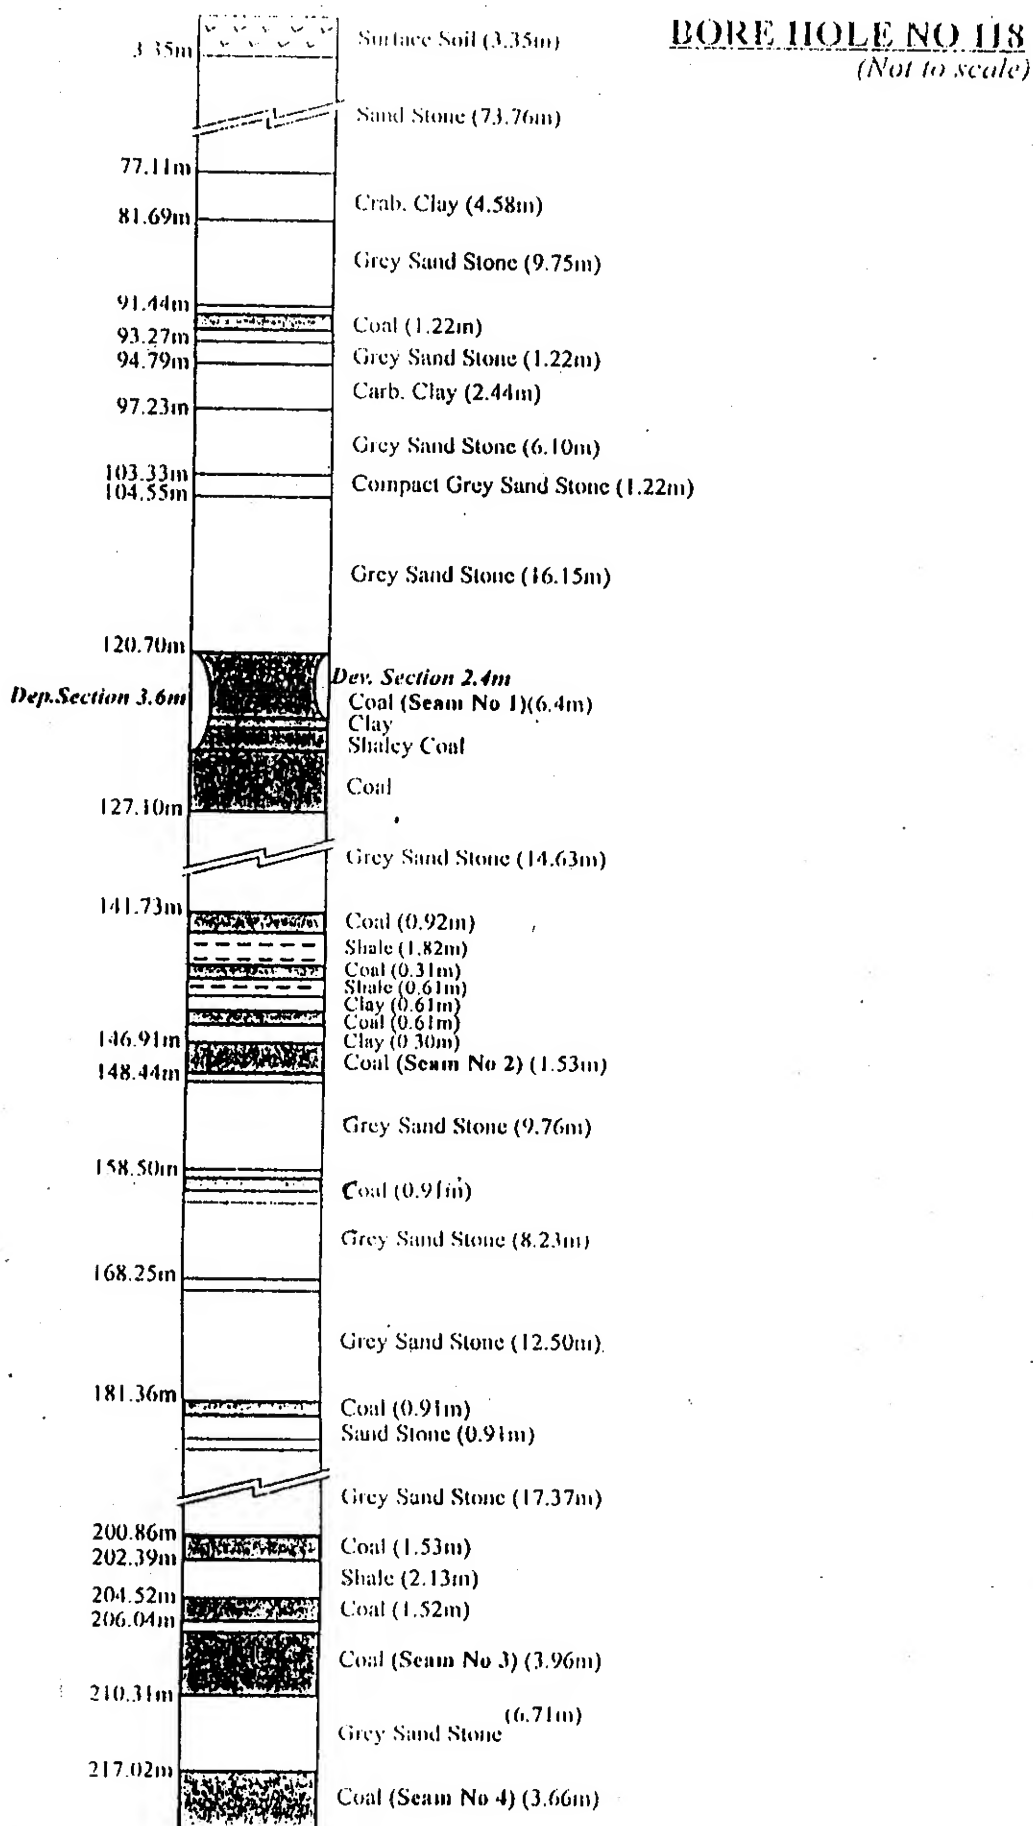 BORE HOLE NO 118
(Not to scale)
Surface Soil (3.35m)
3.35m
Sand Stone (73.76m)
77.11m
Crab. Clay (4.58m)
81.69m
Grey Sand Stone (9.75m)
91.44m
Coal (1.22m)
93.27m
Grey Sand Stone (1.22m)
94.79m
Carb. Clay (2.44m)
97.23m
Grey Sand Stone (6.10m)
103.33m
Compact Grey Sand Stone (1.22m)
104.55m
Grey Sand Stone (16.15m)
120.70m
Dev. Section 2.4m
Dep.Section 3.6m
Coal (Seam No 1)(6.4m)
Clay
Shaley Coal
Coal
127.10m
Grey Sand Stone (14.63m)
141.73m
Coal (0.92m)
Shale (1.82m)
Coal (0.31m)
Shale (0.61m)
Clay (0.61m)
Coal (0.61m)
Clay (0.30m)
146.91m
Coal (Seam No 2) (1.53m)
148.44m
Grey Sand Stone (9.76m)
158.50m
Coal (0.91m)
Grey Sand Stone (8.23m)
168.25m
Grey Sand Stone (12.50m)
181.36m
Coal (0.91m)
Sand Stone (0.91m)
Grey Sand Stone (17.37m)
200.86m
Coal (1.53m)
202.39m
Shale (2.13m)
204.52m
Coal (1.52m)
206.04m
Coal (Seam No 3) (3.96m)
210.31m
(6.71m)
Grey Sand Stone
217.02m
Coal (Seam No 4) (3.66m)